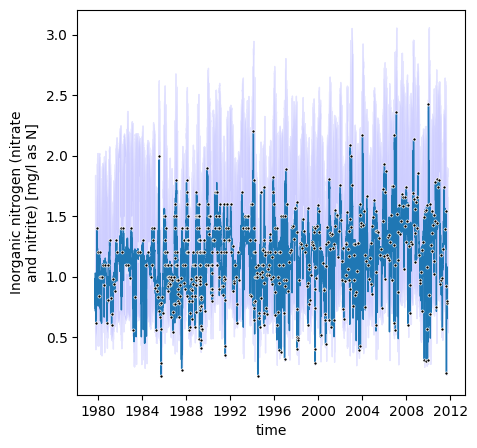 3.0
2.5
2.0
1.5
1.0
0.5
Inorganic nitrogen (nitrate
and nitrite) [mg/l as N]
1980 1984 1988 1992 1996 2000 2004 2008 2012
time